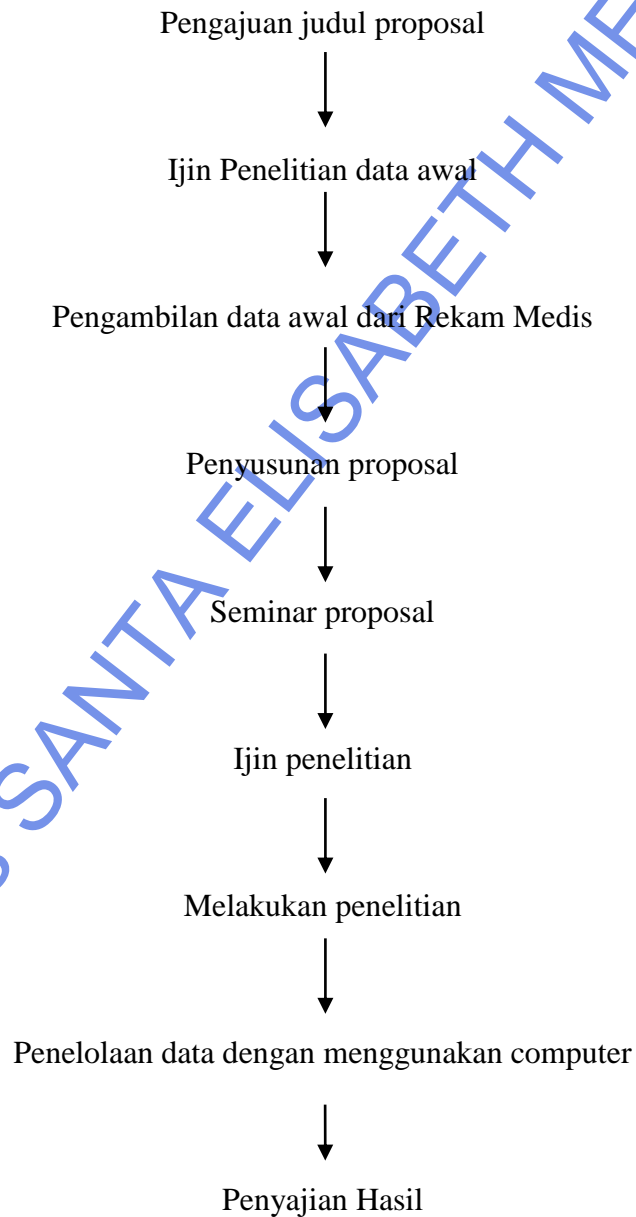 Pengajuan judul proposal
Ijin Penelitian data awal
Pengambilan data awal dari Rekam Medis
Penyusunan proposal
Seminar proposal
Ijin penelitian
Melakukan penelitian
Penelolaan data dengan menggunakan computer
Penyajian Hasil
SANTA ELISABETH